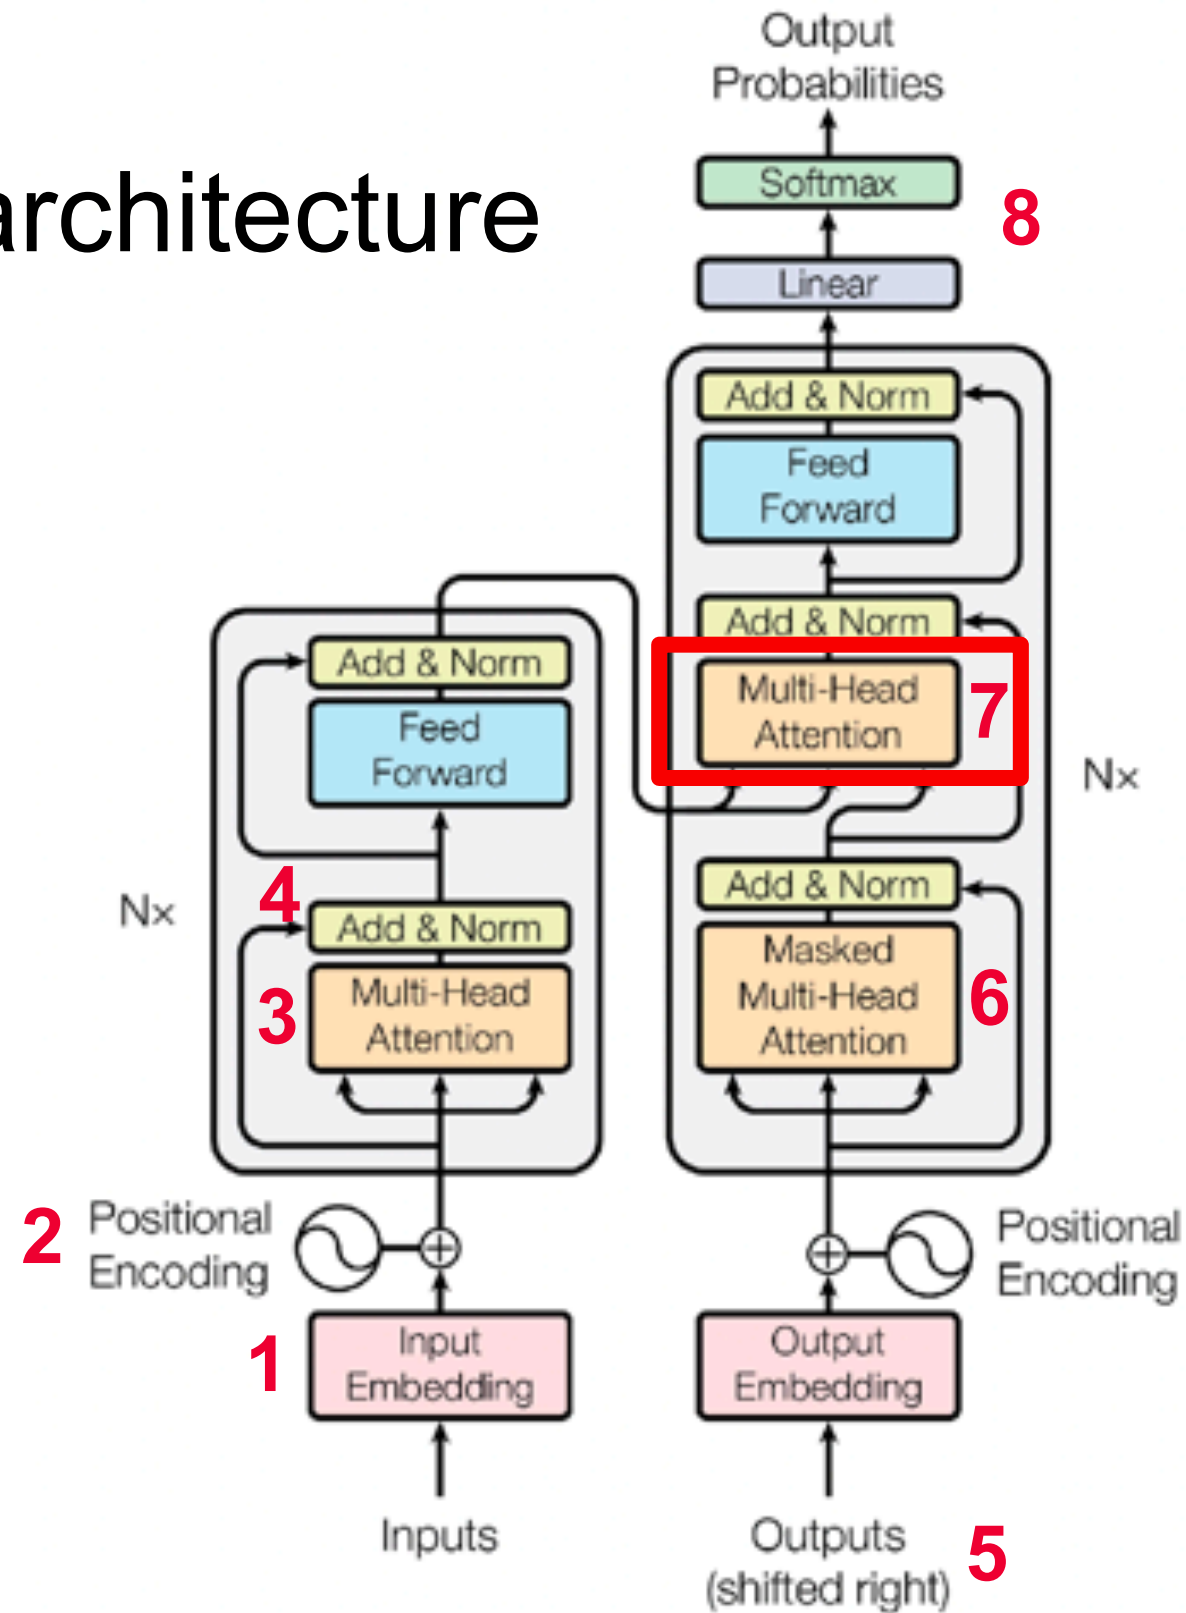 Output
Probabilities
Softmax
8
architecture
Linear
Add & Norm
Feed
Forward
Add & Norm
Multi-Head
Attention
7
Nx
Add & Norm
Masked
Multi-Head
Attention
6
Add & Norm
Feed
Forward
Nx
4
Add & Norm
3
Multi-Head
Attention
2
Positional
Encoding
Positional
Encoding
1
Input
Embedding
Output
Embedding
Inputs
Outputs
(shifted right)
5